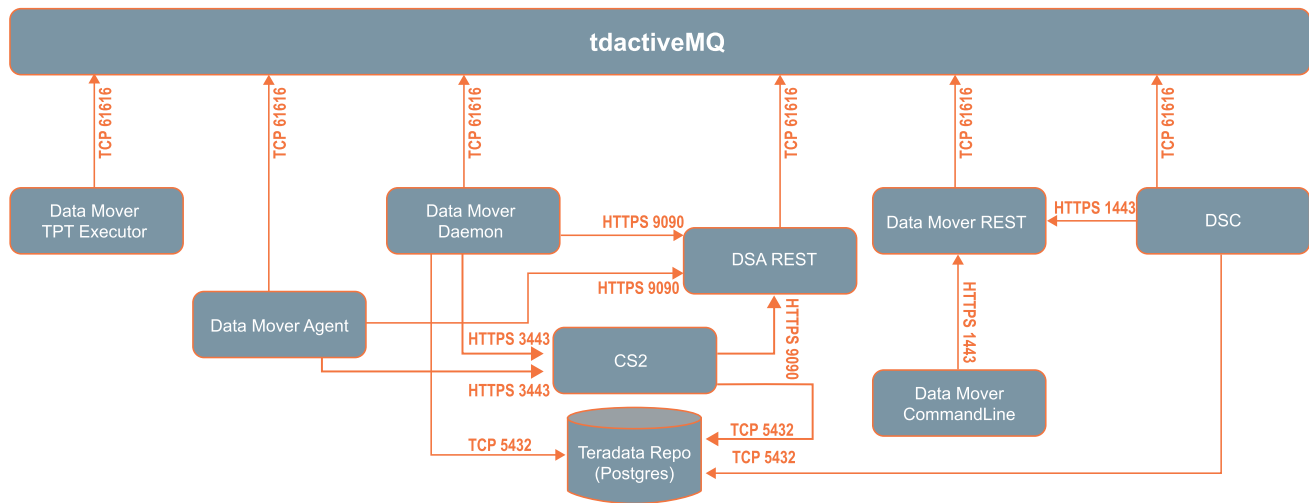 tdactiveMQ
TCP 61616
TCP 61616
TCP 61616
TCP 61616
TCP 61616
TCP 61616
Data Mover
TPT Executor
Data Mover
Daemon
HTTPS 9090
DSA REST
Data Mover REST
HTTPS 1443
DSC
HTTPS 9090
Data Mover Agent
HTTPS 3443
CS2
HTTPS 9090
HTTPS 1443
HTTPS 3443
Data Mover
CommandLine
TCP 5432
Teradata Repo
(Postgres)
TCP 5432
TCP 5432